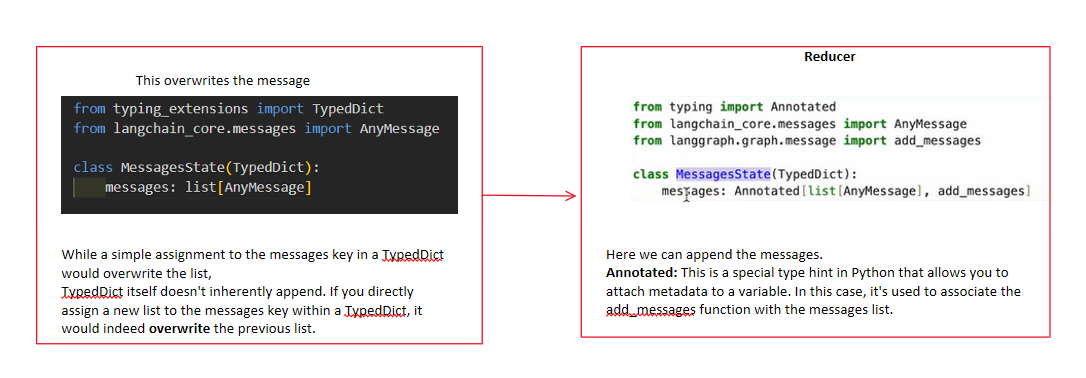 This overwrites the message
from typing_extensions import TypedDict
from langchain_core.messages import AnyMessage
class MessagesState(TypedDict):
messages: list[AnyMessage]
While a simple assignment to the messages key in a TypedDict
would overwrite the list,
TypedDict itself doesn't inherently append. If you directly
assign a new list to the messages key within a TypedDict, it
would indeed overwrite the previous list.
Reducer
from typing import Annotated
from langchain_core.messages import AnyMessage
from langgraph.graph.message import add_messages
class MessagesState(TypedDict):
messages: Annotated[list[AnyMessage], add_messages]
Here we can append the messages.
Annotated: This is a special type hint in Python that allows you to
attach metadata to a variable. In this case, it's used to associate the
add_messages function with the messages list.